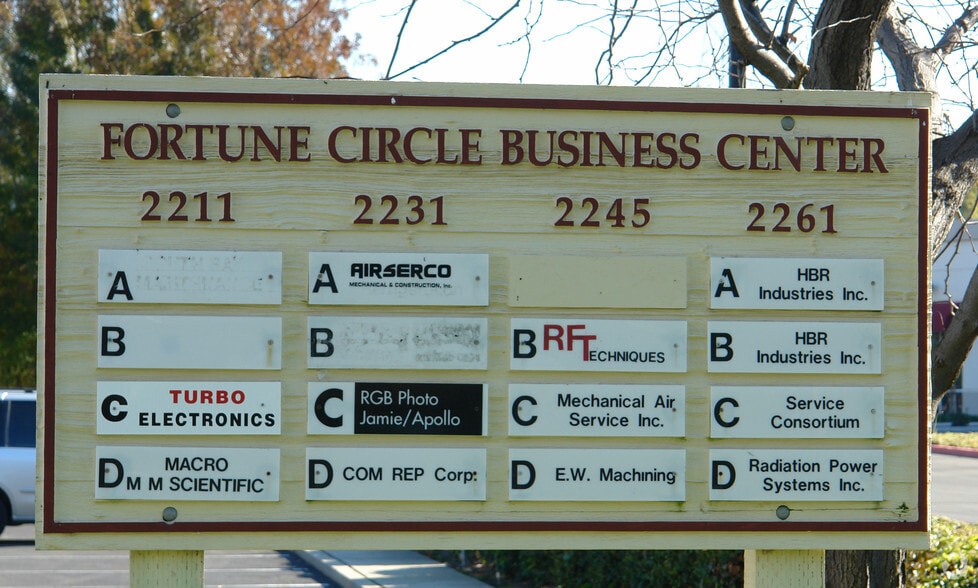 FORTUNE CIRCLE BUSINESS CENTER
2211
A
B
C TURBO
ELECTRONICS
D MACRO
M M SCIENTIFIC
2231
A AIRSERCO
MECHANICAL & CONSTRUCTION, Inc.
B
C RGB Photo
Jamie/Apollo
D COM REP Corp.
2245
B RF TECHNIQUES
C Mechanical Air
Service Inc.
D E.W. Machining
2261
A HBR
Industries Inc.
B HBR
Industries Inc.
C Service
Consortium
D Radiation Power
Systems Inc.